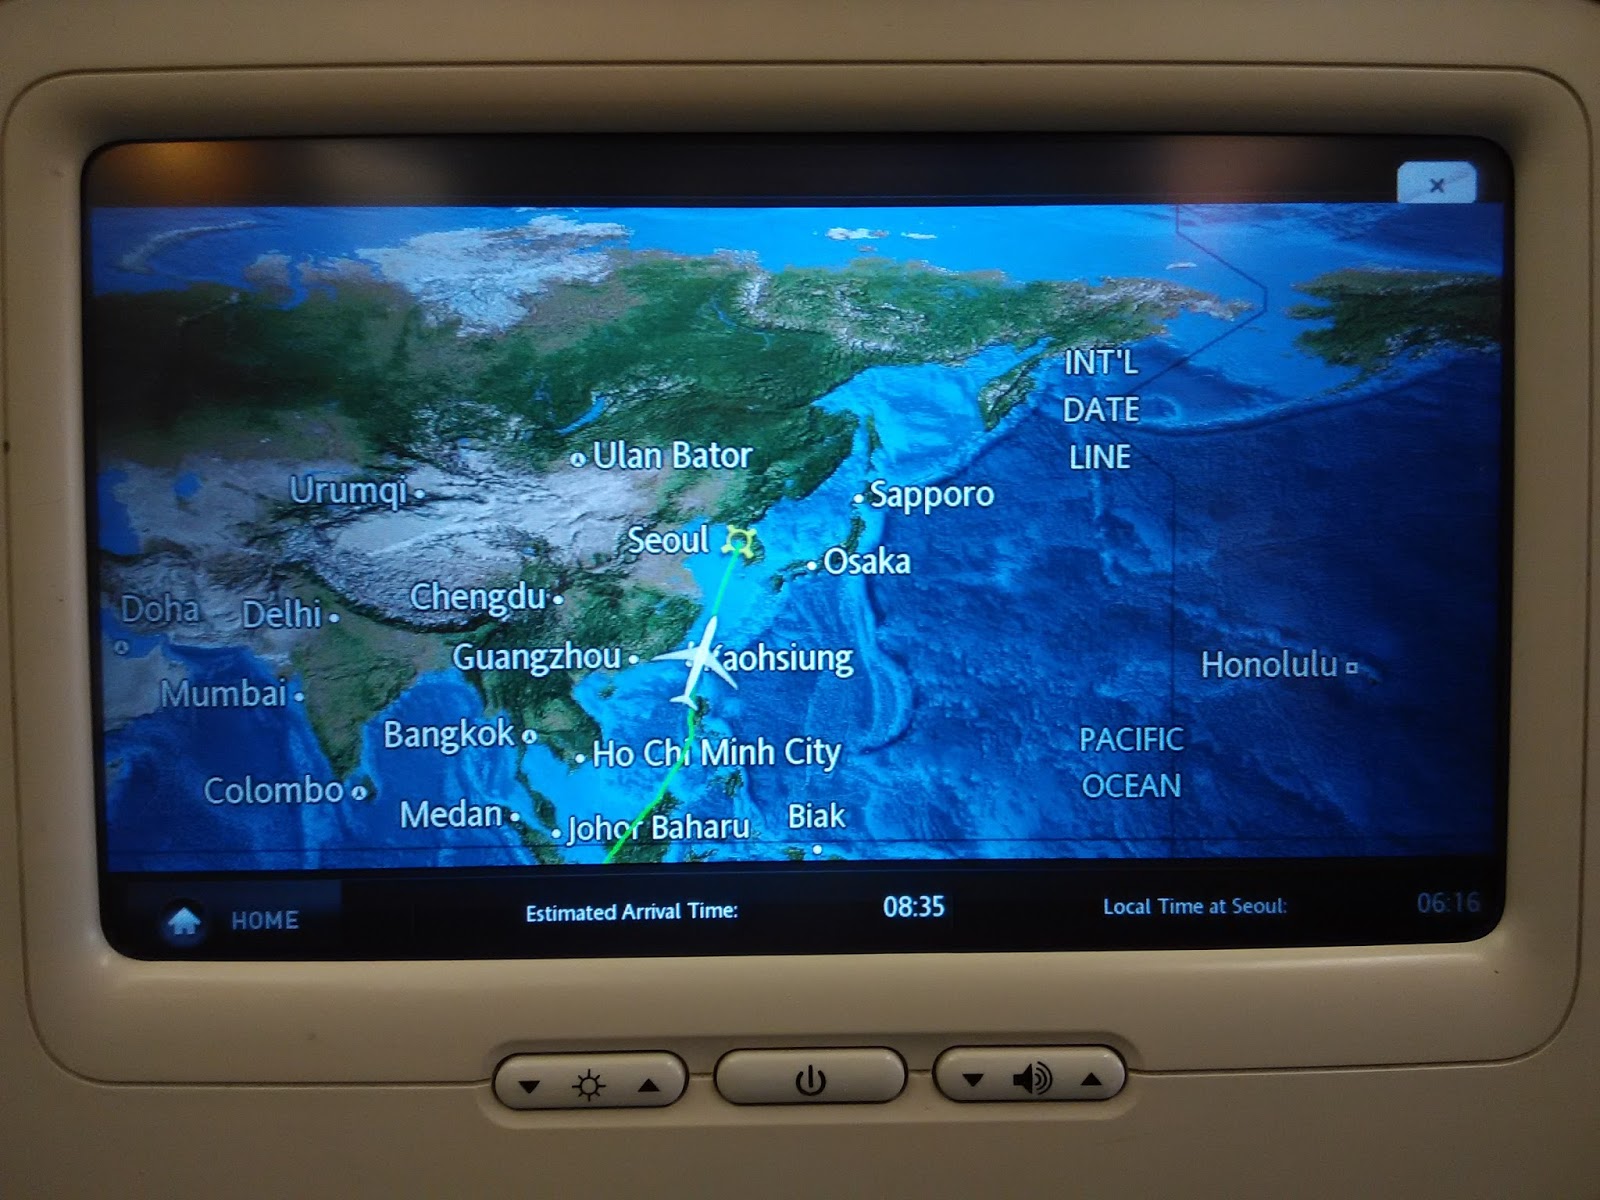 ×
INT'L
DATE
LINE
Ulan Bator
Urumqi
Sapporo
Seoul
Osaka
Doha
Delhi
Chengdu
Guangzhou
aohsiung
Honolulu
Mumbai
Bangkok
Ho Chi Minh City
PACIFIC
OCEAN
Colombo
Medan
Johor Baharu
Biak
HOME
Estimated Arrival Time:
08:35
Local Time at Seoul:
06:16